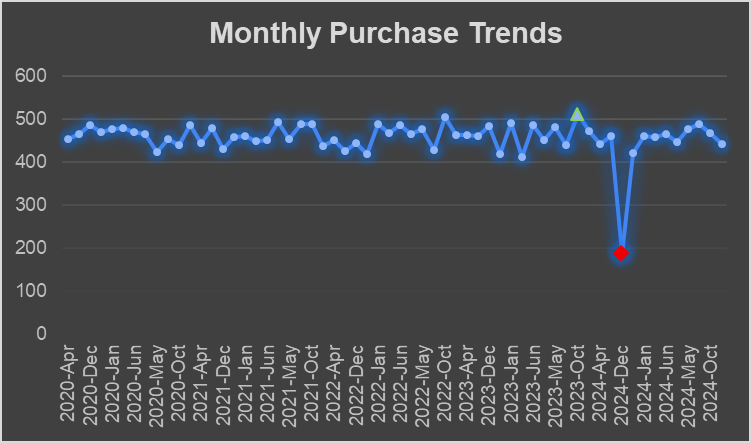 Monthly Purchase Trends
600
500
400
300
200
100
0
2020-Apr
2020-Dec
2020-Jan
2020-Jun
2020-May
2020-Oct
2021-Apr
2021-Dec
2021-Jan
2021-Jun
2021-May
2021-Oct
2022-Apr
2022-Dec
2022-Jan
2022-Jun
2022-May
2022-Oct
2023-Apr
2023-Dec
2023-Jan
2023-Jun
2023-May
2023-Oct
2024-Apr
2024-Dec
2024-Jan
2024-Jun
2024-May
2024-Oct